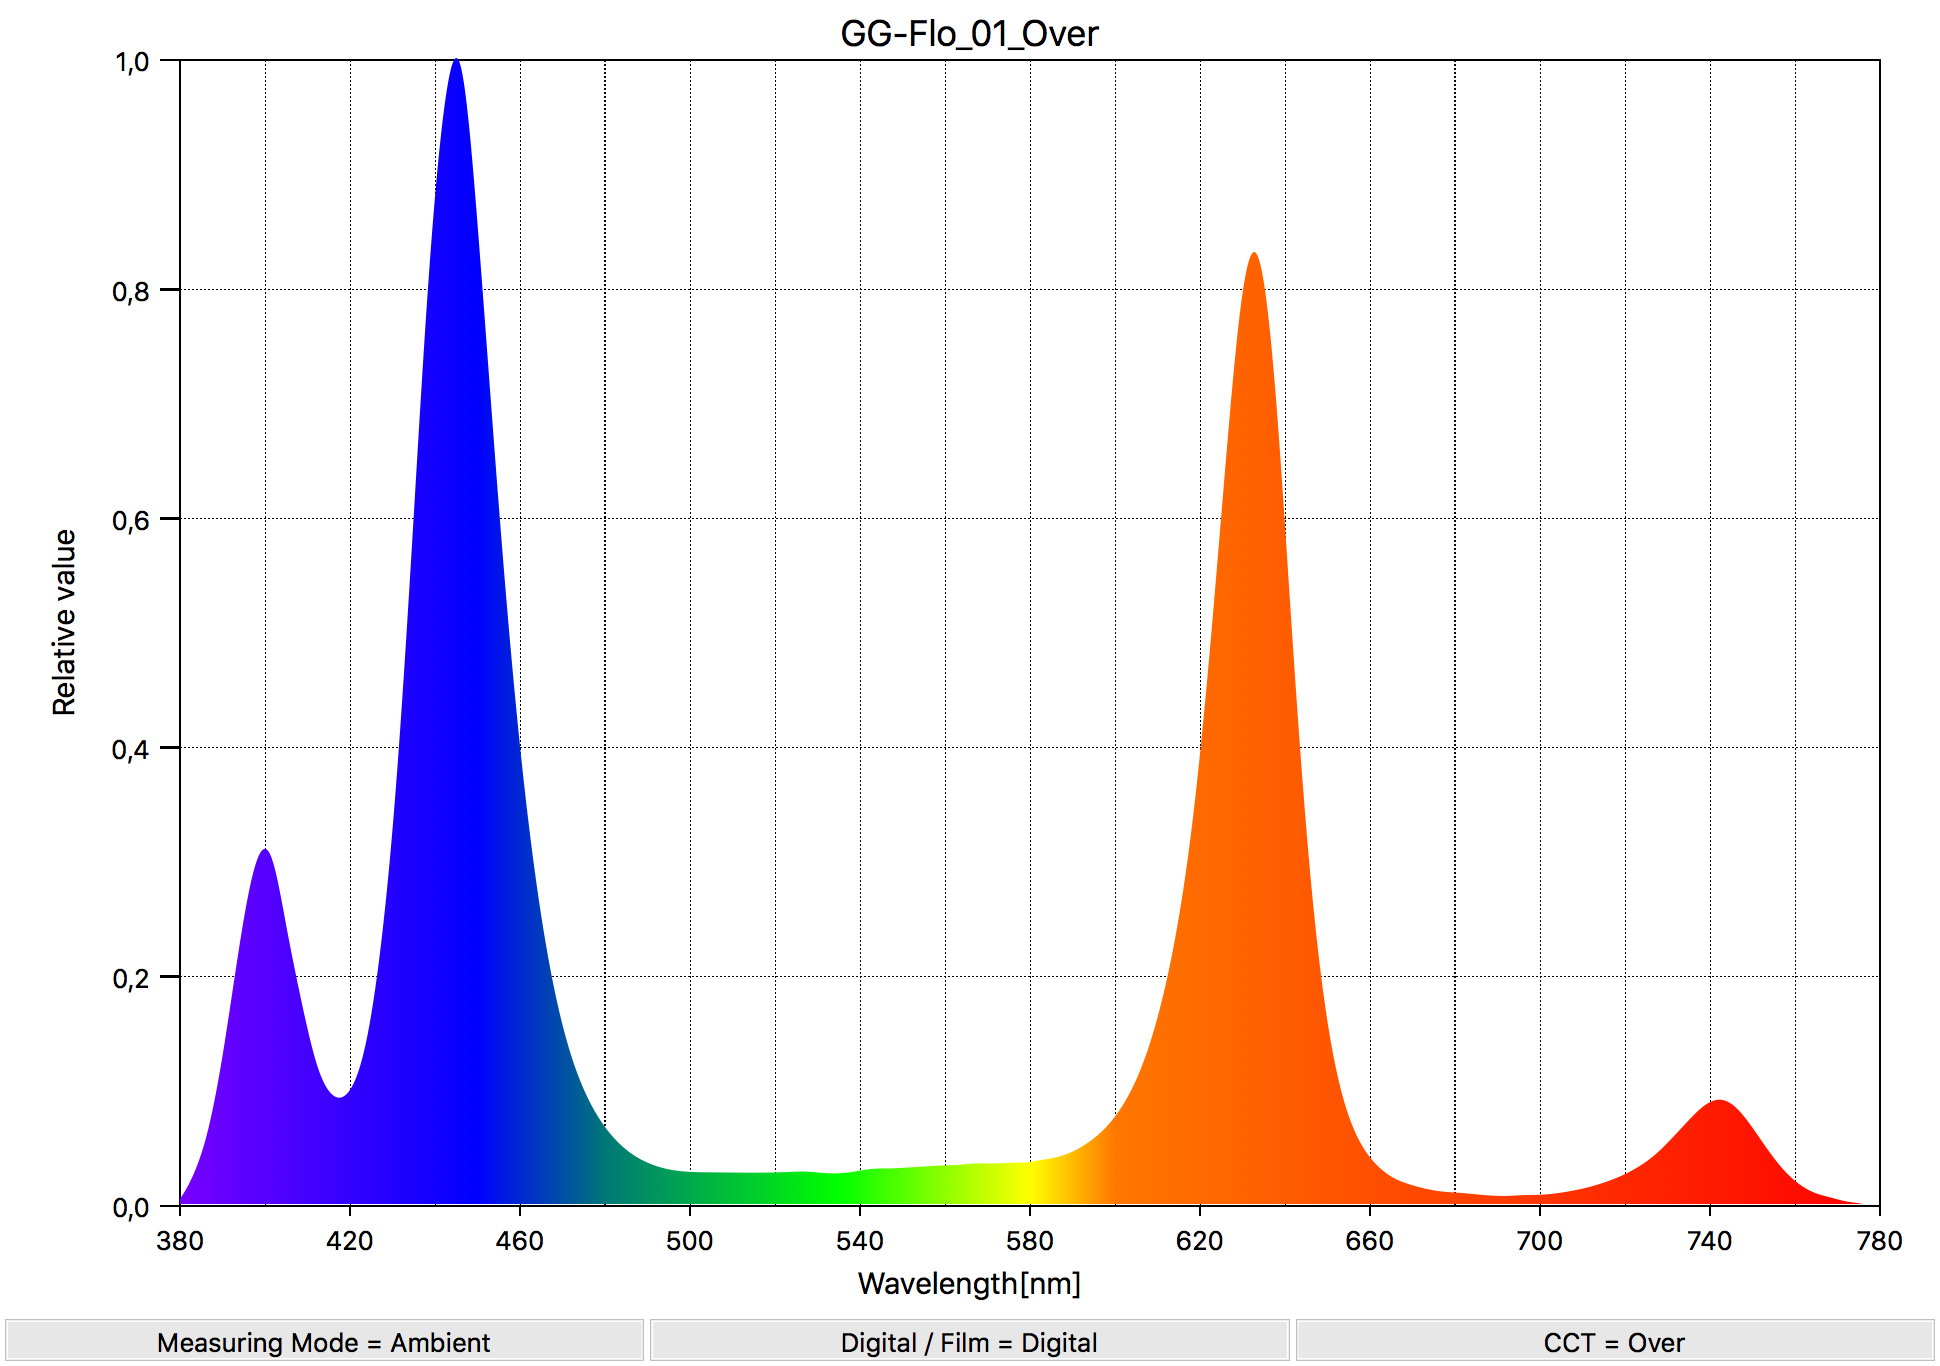 GG-Flo_01_Over
1,0
0,8
0,6
0,4
0,2
0,0
Relative value
380 420 460 500 540 580 620 660 700 740 780
Wavelength[nm]
Measuring Mode = Ambient
Digital / Film = Digital
CCT = Over